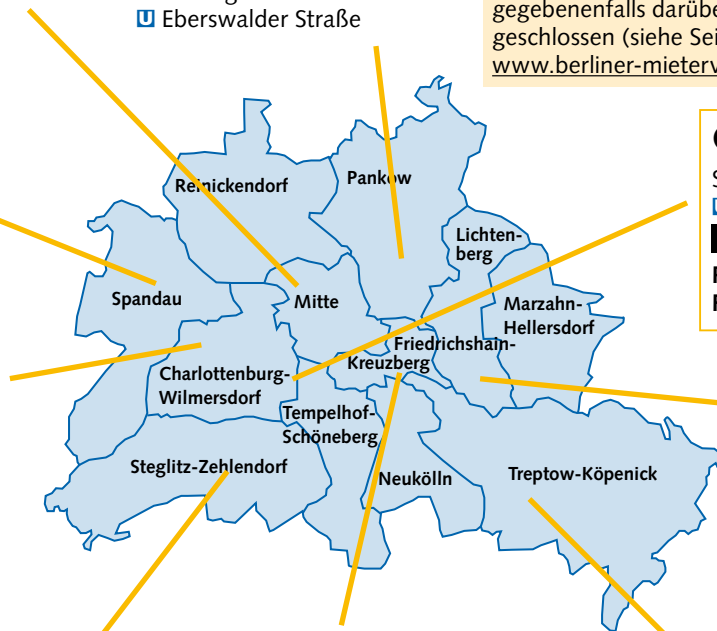 U Eberswalder Straße
gegebenenfalls darüber
geschlossen (siehe Sei
www.berliner-mieterv
Reinickendorf
Pankow
Lichten-
berg
Spandau
Mitte
Marzahn-
Hellersdorf
Friedrichshain-
Kreuzberg
Charlottenburg-
Wilmersdorf
Tempelhof-
Schöneberg
Steglitz-Zehlendorf
Neukölln
Treptow-Köpenick